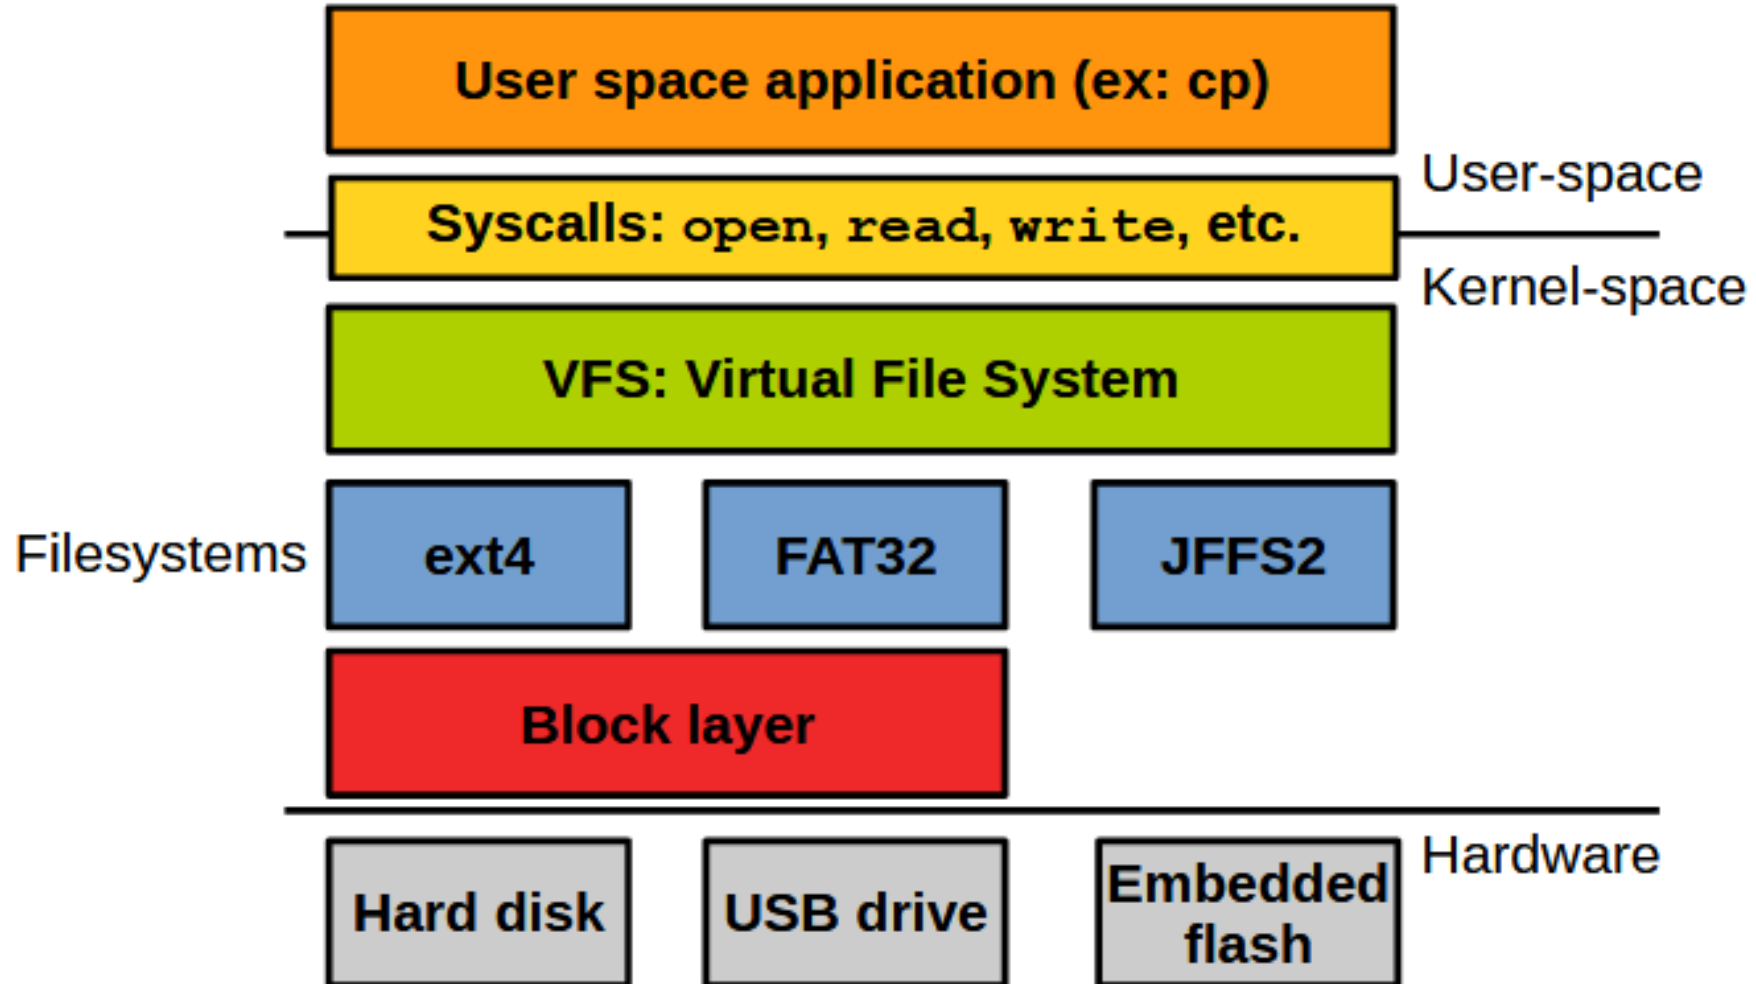 User space application (ex: cp)
User-space
Syscalls: open, read, write, etc.
Kernel-space
VFS: Virtual File System
Filesystems
ext4
FAT32
JFFS2
Block layer
Hardware
Hard disk
USB drive
Embedded
flash